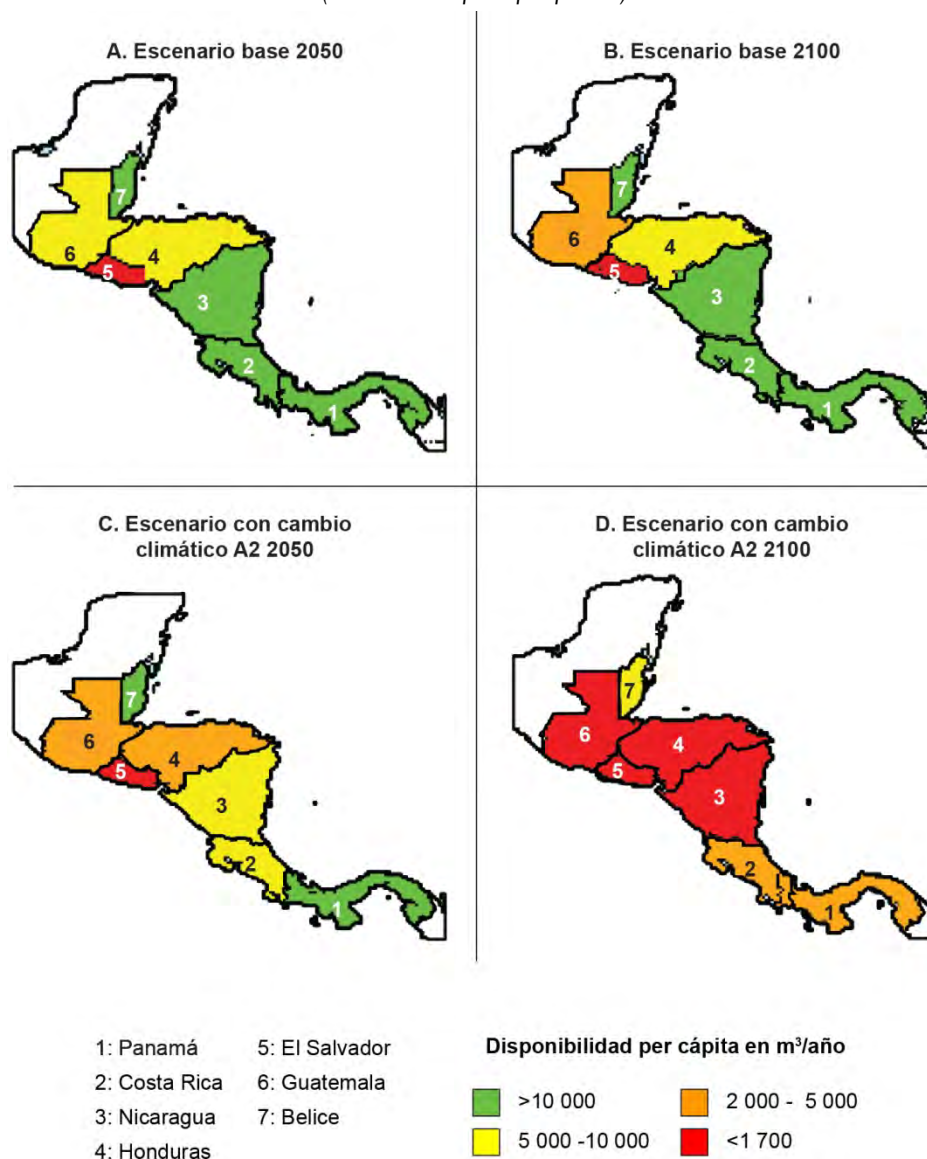 A. Escenario base 2050
B. Escenario base 2100
7
6
5
4
3
2
1
7
6
5
4
3
2
1
C. Escenario con cambio
climático A2 2050
D. Escenario con cambio
climático A2 2100
7
6
5
4
3
2
1
7
6
5
4
3
2
1
1: Panamá
2: Costa Rica
3: Nicaragua
4: Honduras
5: El Salvador
6: Guatemala
7: Belice
Disponibilidad per cápita en m³/año
>10 000
5 000 -10 000
2 000 - 5 000
<1 700